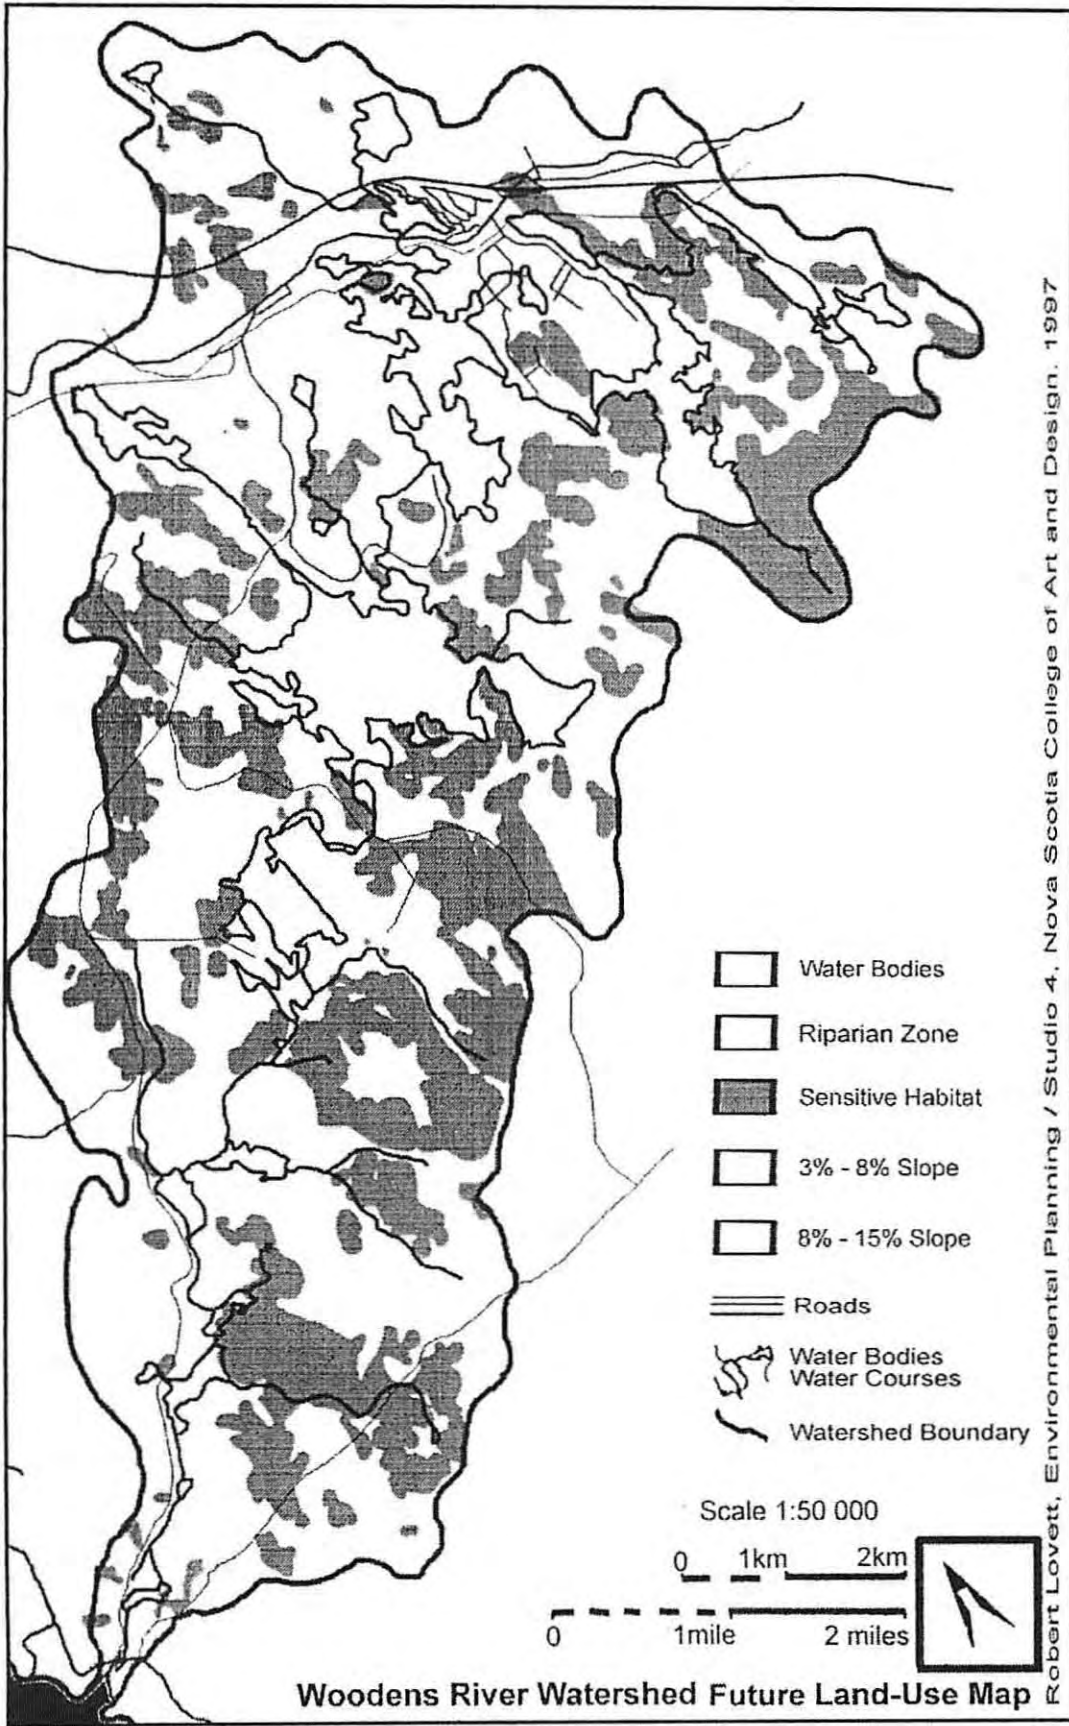 Water Bodies
Riparian Zone
Sensitive Habitat
3% - 8% Slope
8% - 15% Slope
Roads
Water Bodies
Water Courses
Watershed Boundary
Scale 1:50 000
0 1km 2km
0 1mile 2 miles
Woodens River Watershed Future Land-Use Map
Robert Lovett, Environmental Planning / Studio 4, Nova Scotia College of Art and Design. 1997